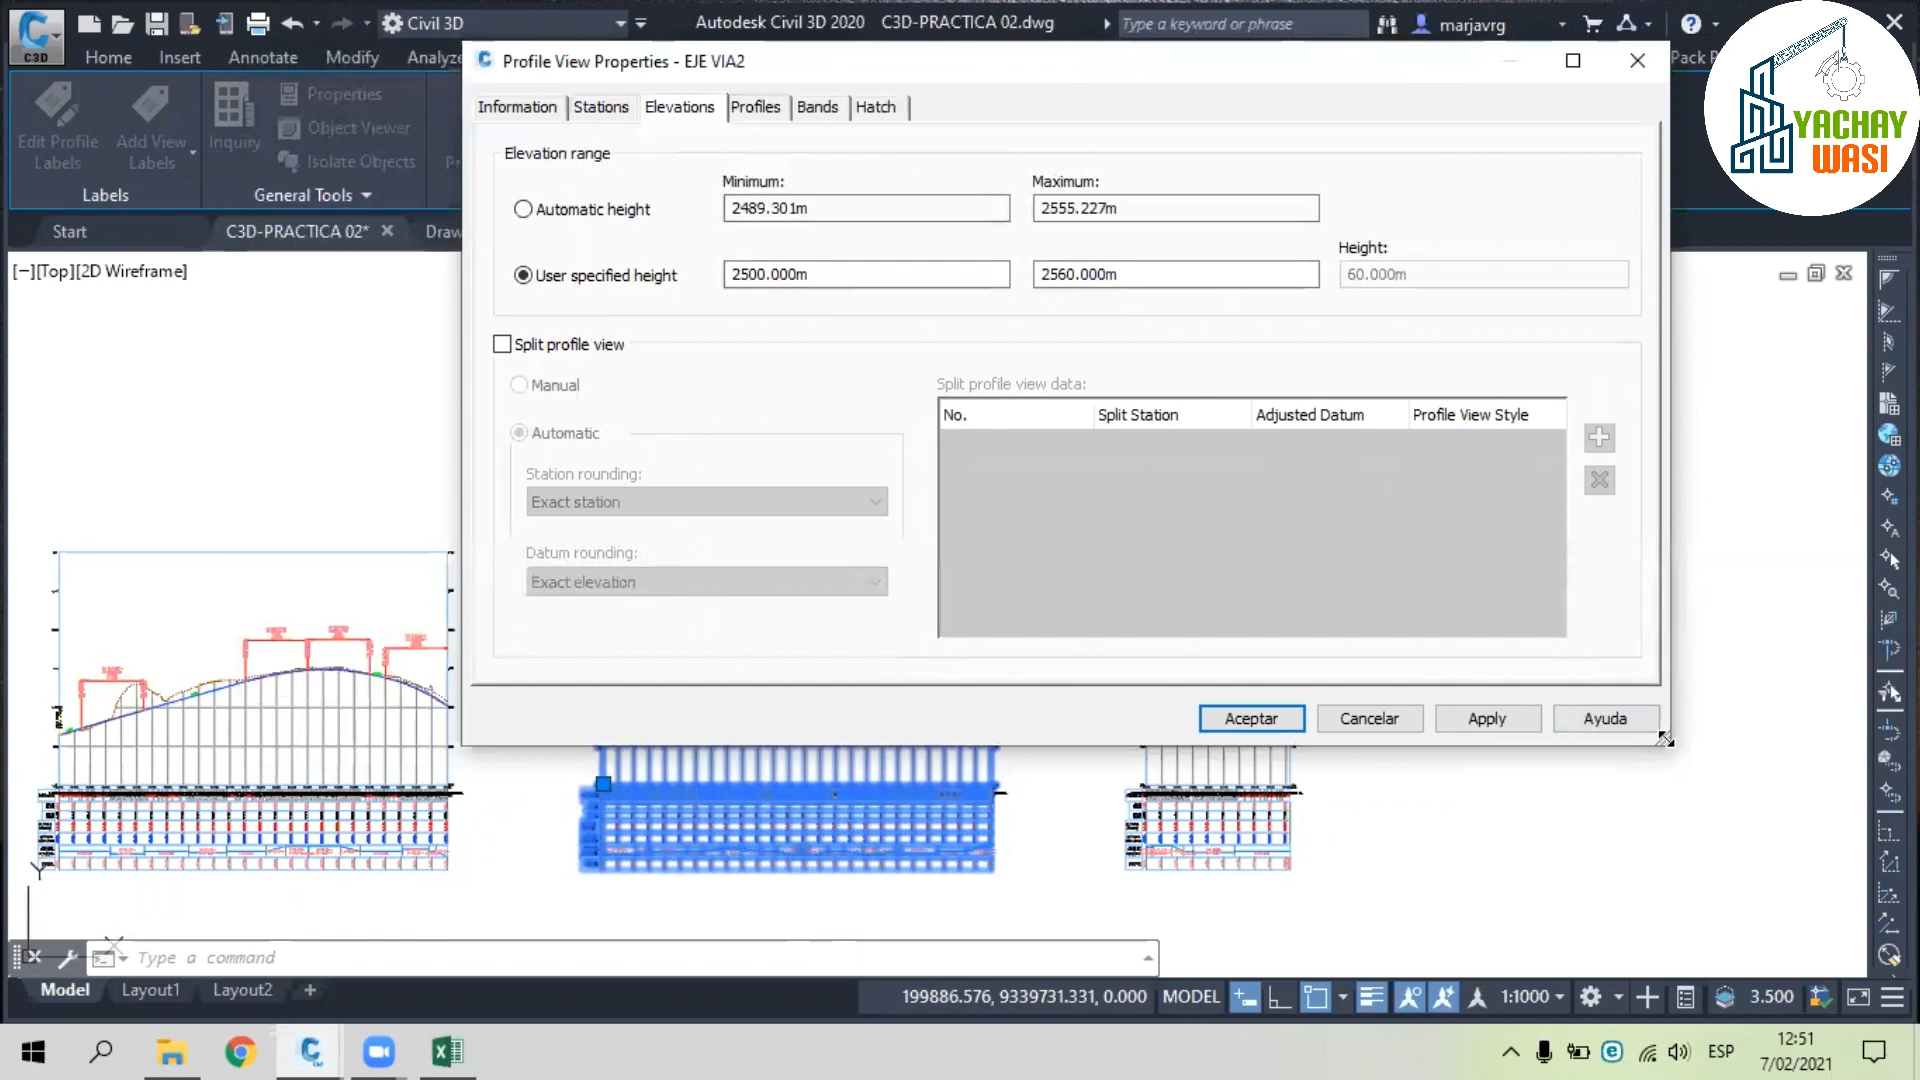 Civil 3D
Autodesk Civil 3D 2020 C3D-PRACTICA 02.dwg
Type a keyword or phrase
marjavrg
C3D
Home
Insert
Annotate
Modify
Analyze
Pack
Profile View Properties - EJE VIA2
YACHAY
WASI
Edit Profile
Labels
Add View
Labels
Inquiry
Properties
Object Viewer
Isolate Objects
Labels
General Tools
Start
C3D-PRACTICA 02*
Draw
[−][Top][2D Wireframe]
Information
Stations
Elevations
Profiles
Bands
Hatch
Elevation range
Minimum:
Maximum:
Automatic height
2489.301m
2555.227m
Height:
User specified height
2500.000m
2560.000m
60.000m
Split profile view
Manual
Split profile view data:
No.
Split Station
Adjusted Datum
Profile View Style
Automatic
Station rounding:
Exact station
Datum rounding:
Exact elevation
Aceptar
Cancelar
Apply
Ayuda
Y
X
Type a command
Model
Layout1
Layout2
199886.576, 9339731.331, 0.000
MODEL
1:1000
3.500
ESP
12:51
7/02/2021